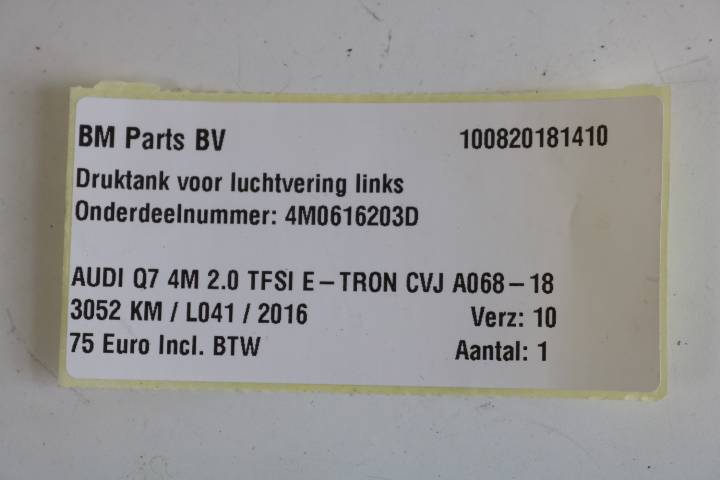 BM Parts BV 100820181410
Druktank voor luchtvering links
Onderdeelnummer: 4M0616203D
AUDI Q7 4M 2.0 TFSI E-TRON CVJ A068-18
3052 KM / L041 / 2016 Verz: 10
75 Euro Incl. BTW Aantal: 1